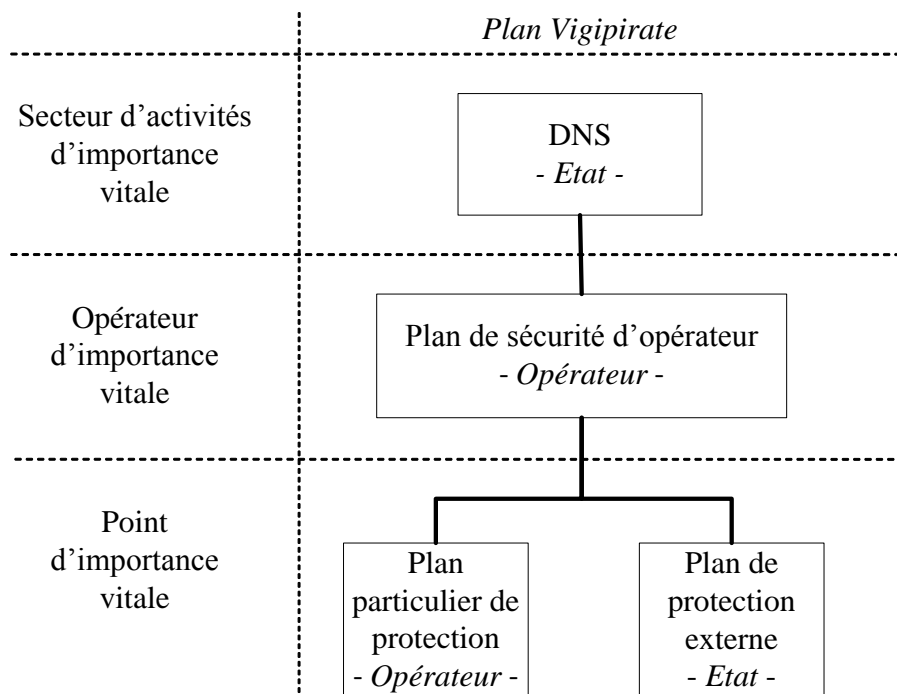 Plan Vigipirate
Secteur d’activités
d’importance
vitale
DNS
- Etat -
Opérateur
d’importance
vitale
Plan de sécurité d’opérateur
- Opérateur -
Point
d’importance
vitale
Plan
particulier de
protection
- Opérateur -
Plan de
protection
externe
- Etat -